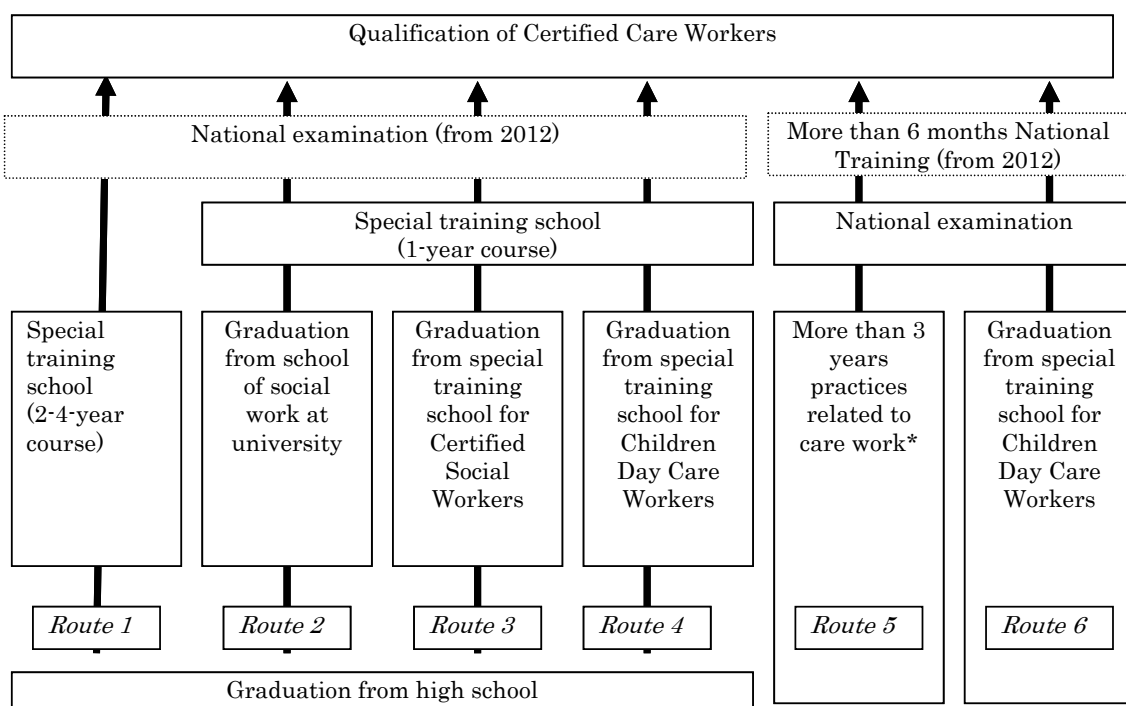 Qualification of Certified Care Workers
National examination (from 2012)
More than 6 months National
Training (from 2012)
Special training school
(1-year course)
National examination
Special
training
school
(2-4-year
course)
Graduation
from school
of social
work at
university
Graduation
from special
training
school for
Certified
Social
Workers
Graduation
from special
training
school for
Children
Day Care
Workers
More than 3
years
practices
related to
care work*
Graduation
from special
training
school for
Children
Day Care
Workers
Route 1
Route 2
Route 3
Route 4
Route 5
Route 6
Graduation from high school